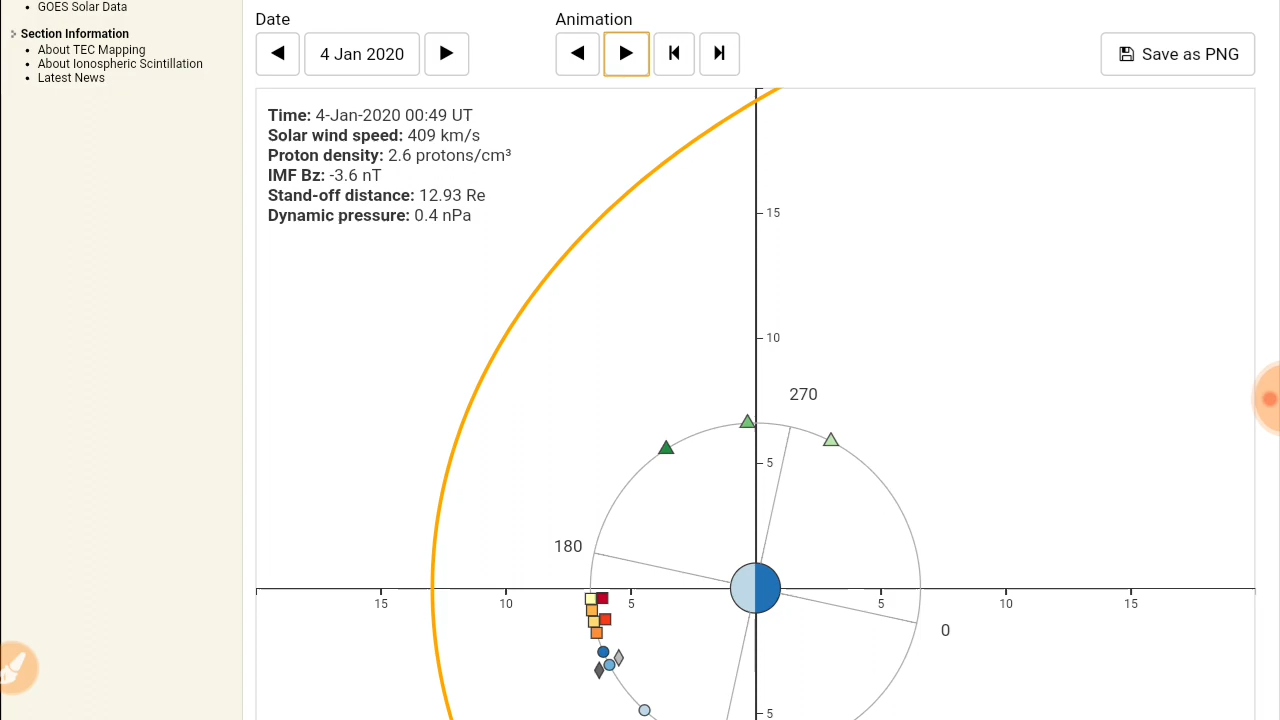 GOES Solar Data
Section Information
About TEC Mapping
About Ionospheric Scintillation
Latest News
Date
Animation
4 Jan 2020
Save as PNG
Time: 4-Jan-2020 00:49 UT
Solar wind speed: 409 km/s
Proton density: 2.6 protons/cm³
IMF Bz: -3.6 nT
Stand-off distance: 12.93 Re
Dynamic pressure: 0.4 nPa
15
10
270
5
180
15
10
5
5
10
15
0
5